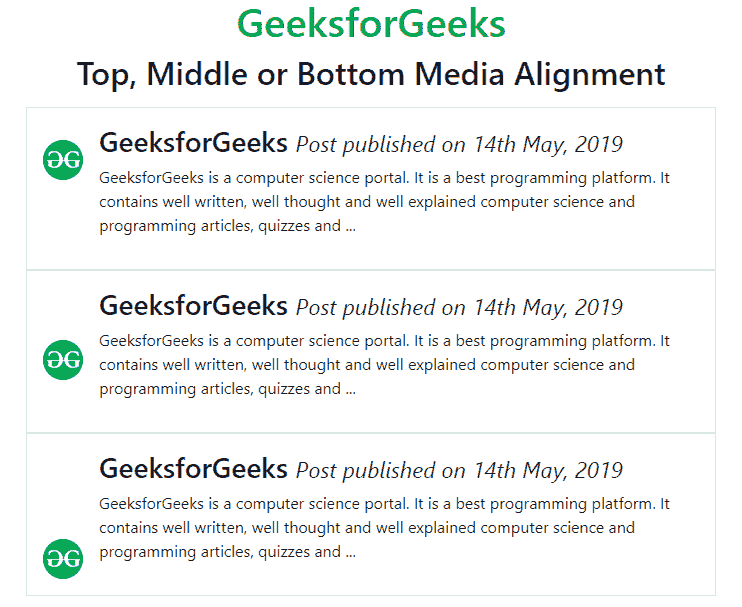 GeeksforGeeks
Top, Middle or Bottom Media Alignment
GeeksforGeeks Post published on 14th May, 2019
GeeksforGeeks is a computer science portal. It is a best programming platform. It
contains well written, well thought and well explained computer science and
programming articles, quizzes and ...
GeeksforGeeks Post published on 14th May, 2019
GeeksforGeeks is a computer science portal. It is a best programming platform. It
contains well written, well thought and well explained computer science and
programming articles, quizzes and ...
GeeksforGeeks Post published on 14th May, 2019
GeeksforGeeks is a computer science portal. It is a best programming platform. It
contains well written, well thought and well explained computer science and
programming articles, quizzes and ...